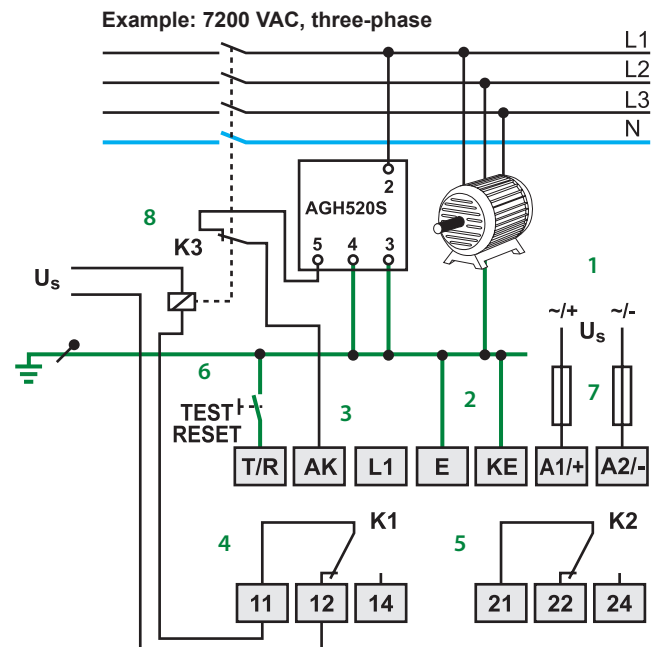 Example: 7200 VAC, three-phase
L1
L2
L3
N
2
AGH520S
8
5 4 3
K3
1
Us
~/+ ~/-
Us
6
2
7
TEST
RESET
3
T/R AK L1 E KE A1/+ A2/-
4
K1
5
K2
11 12 14 21 22 24